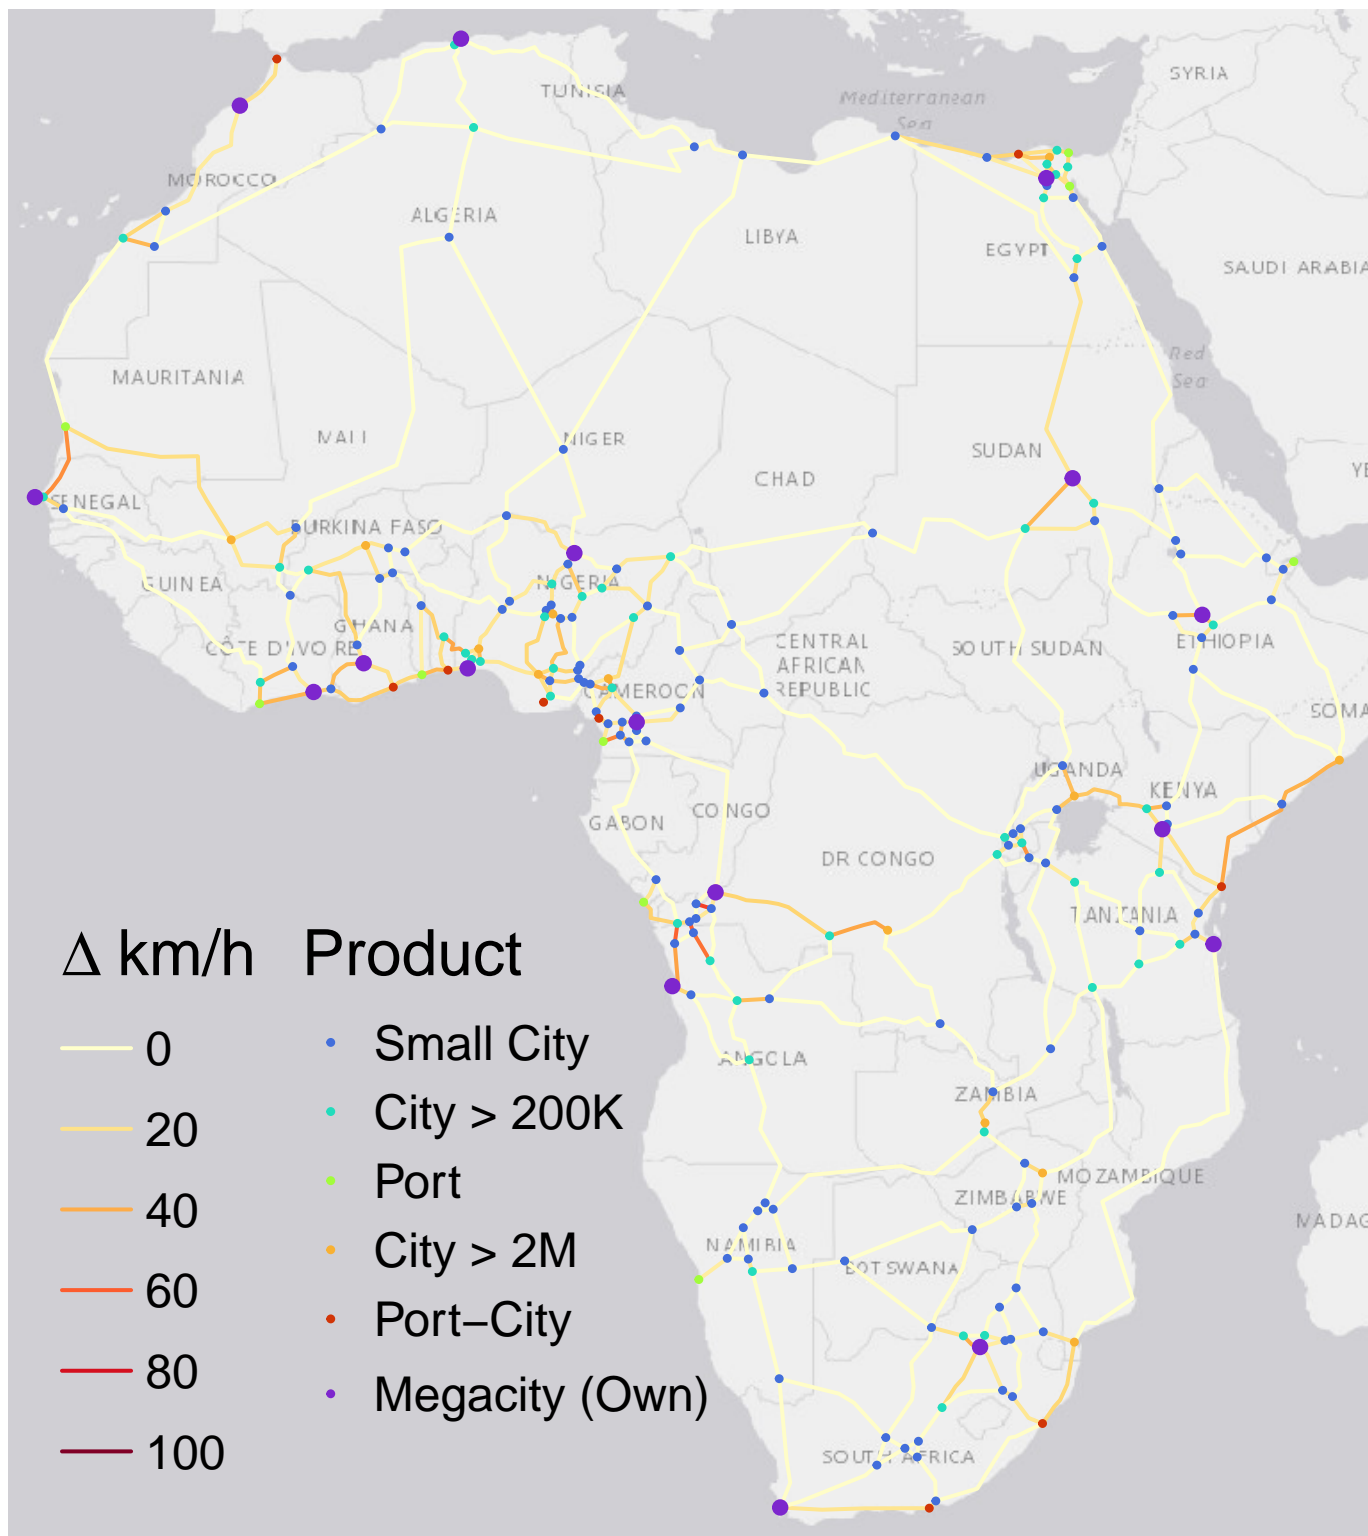 SYRIA
TUNISIA
Mediterranean
Sea
MOROCCO
ALGERIA
LIBYA
EGYPT
SAUDI ARABIA
MAURITANIA
Red
Sea
MALI
NIGER
SUDAN
CHAD
YE
SENEGAL
BURKINA FASO
GUINEA
NIGERIA
GHANA
CÔTE D'IVOIRE
CENTRAL
AFRICAN
REPUBLIC
SOUTH SUDAN
ETHIOPIA
CAMEROON
SOMA
UGANDA
KENYA
CONGO
GABON
DR CONGO
TANZANIA
Δ km/h Product
0 Small City
ANGOLA
ZAMBIA
20 City > 200K
40 Port
MOZAMBIQUE
ZIMBABWE
MADAG
NAMIBIA
City > 2M
BOTSWANA
60 Port–City
80 Megacity (Own)
100
SOUTH AFRICA